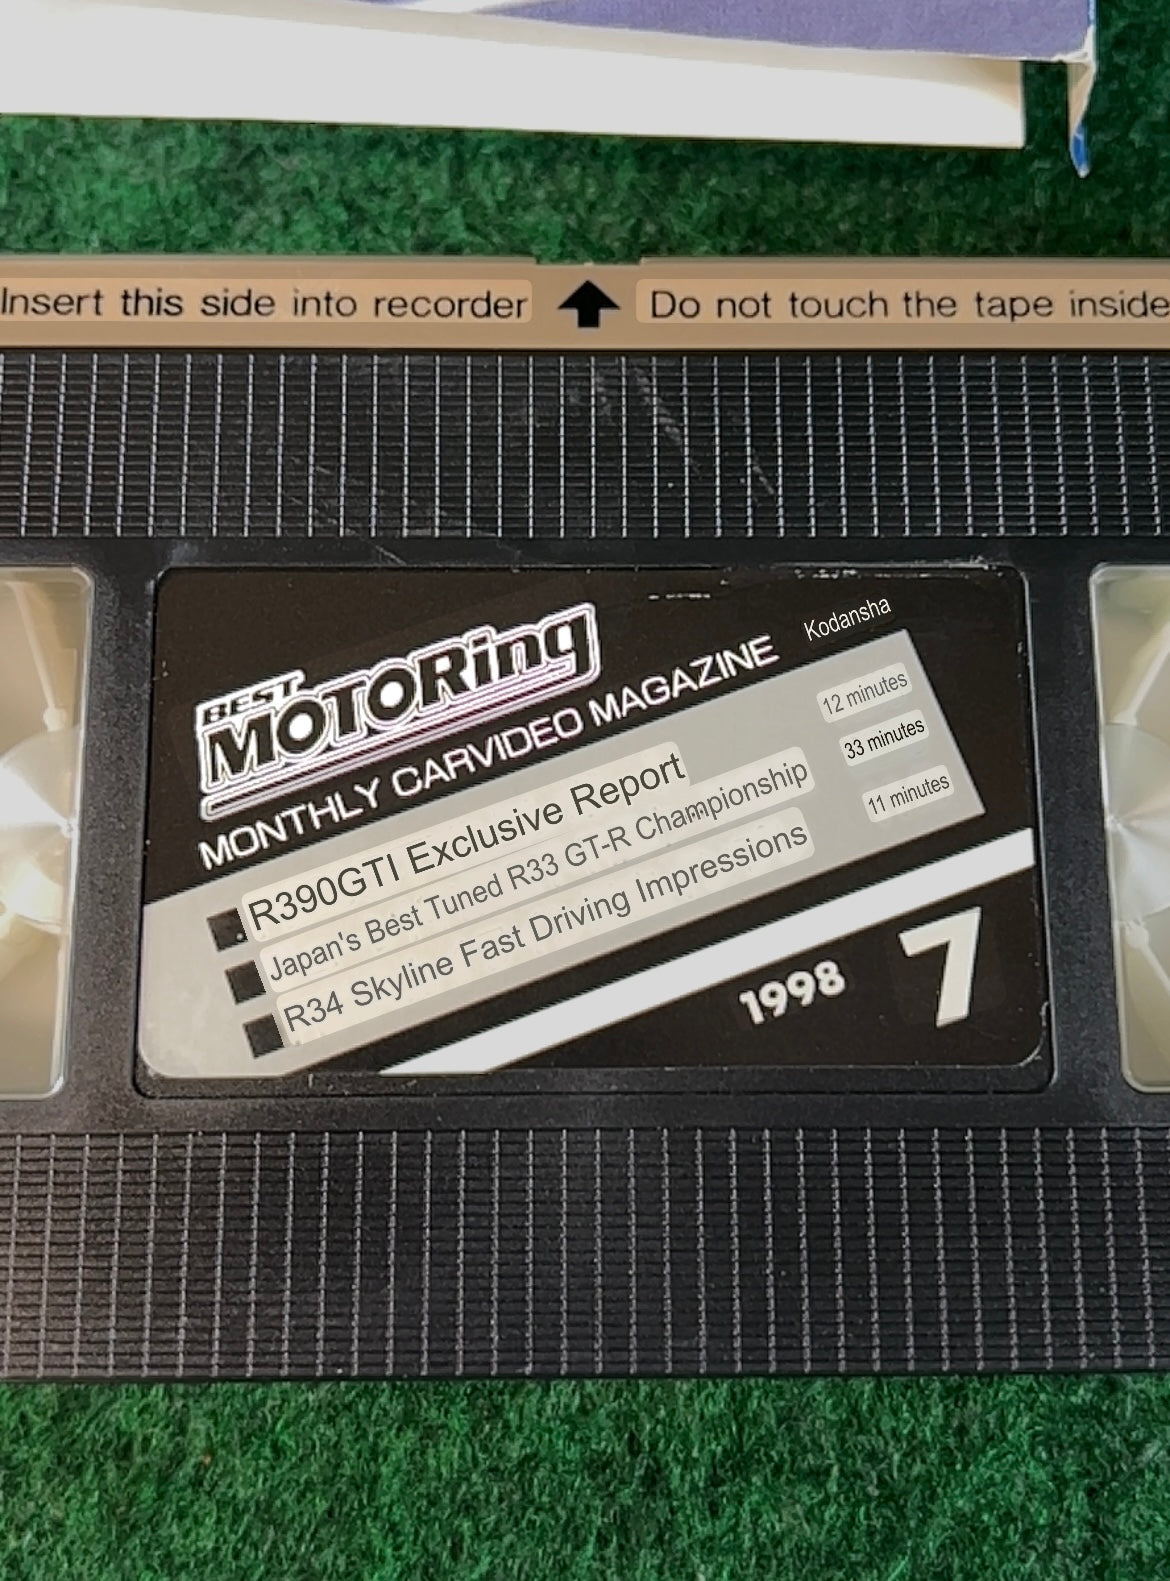 Insert this side into recorder
Do not touch the tape inside
BEST
MOTORing
MONTHLY CARVIDEO MAGAZINE
Kodansha
R390GTI Exclusive Report
12 minutes
Japan's Best Tuned R33 GT-R Championship
33 minutes
R34 Skyline Fast Driving Impressions
11 minutes
1998
7